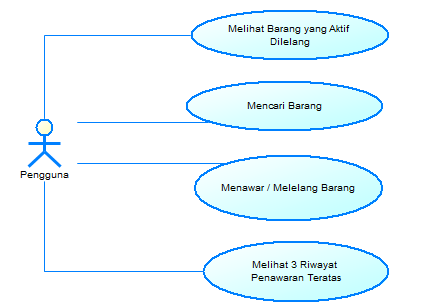 Melihat Barang yang Aktif
Dilelang
Mencari Barang
Pengguna
Menawar / Melelang Barang
Melihat 3 Riwayat
Penawaran Teratas